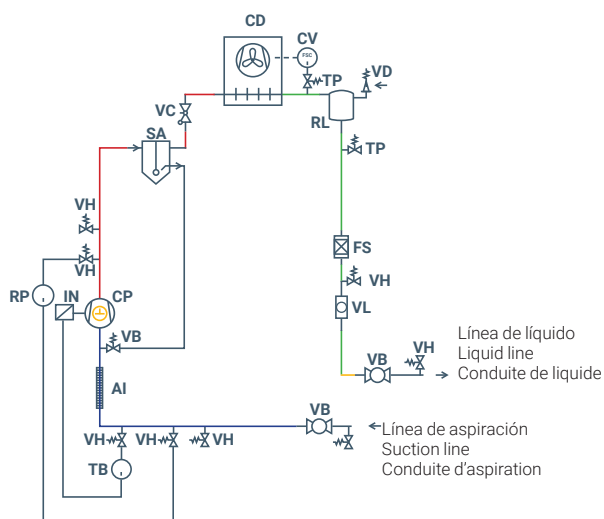 CD
CV
FSC
TP
VD
VC
RL
SA
TP
VH
FS
VH
VH
RP
IN
CP
VL
VB
VH
VB
Línea de líquido
Liquid line
Conduite de liquide
AI
VB
Línea de aspiración
Suction line
Conduite d'aspiration
VH
VH
VH
TB